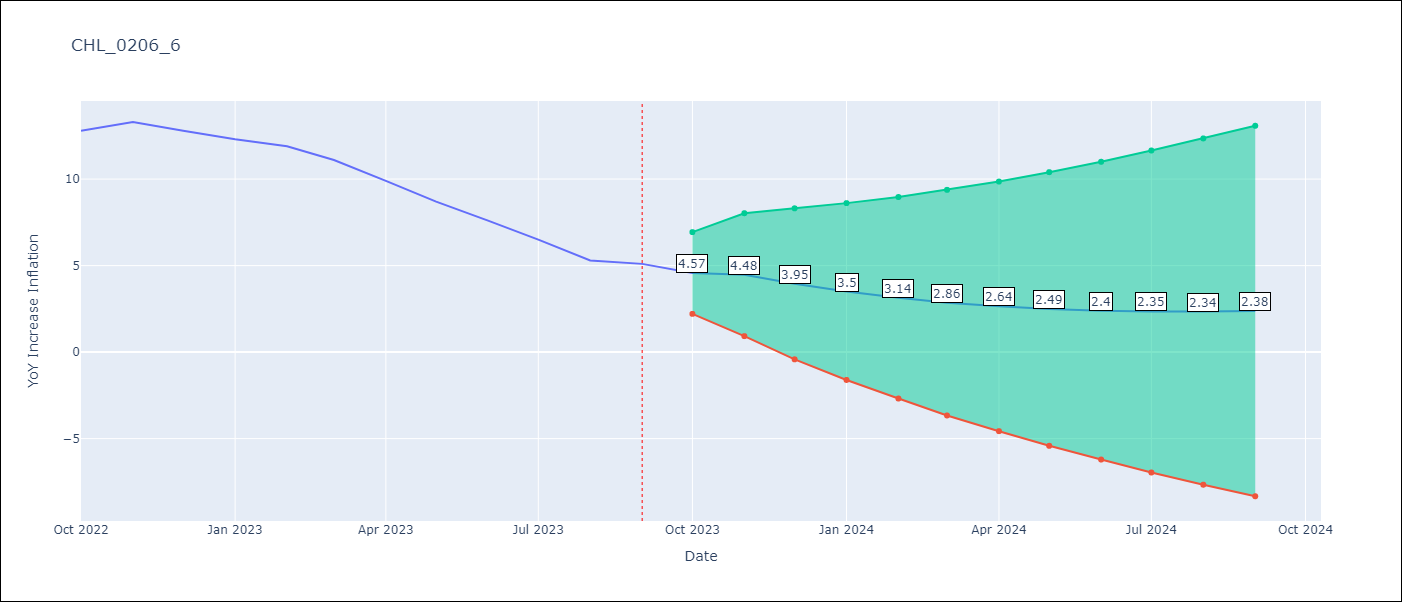 CHL_0206_6
YoY Increase Inflation
10
5
0
−5
4.57
4.48
3.95
3.5
3.14
2.86
2.64
2.49
2.4
2.35
2.34
2.38
Oct 2022
Jan 2023
Apr 2023
Jul 2023
Oct 2023
Jan 2024
Apr 2024
Jul 2024
Oct 2024
Date